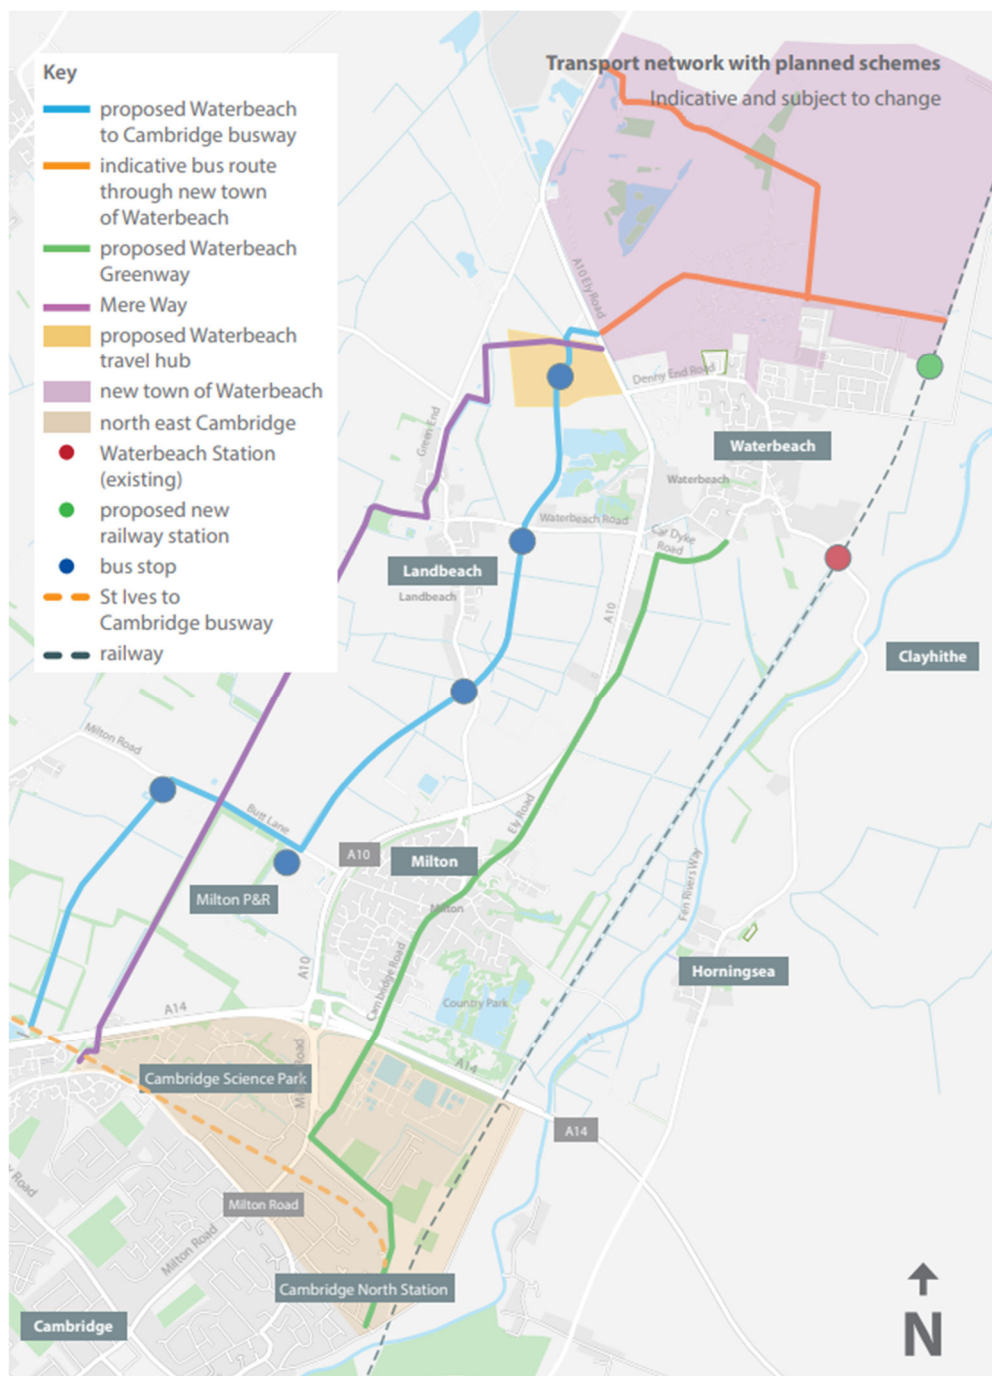 Transport network with planned schemes
Indicative and subject to change
Key
proposed Waterbeach
to Cambridge busway
indicative bus route
through new town
of Waterbeach
proposed Waterbeach
Greenway
Mere Way
proposed Waterbeach
travel hub
new town of Waterbeach
north east Cambridge
Waterbeach Station
(existing)
proposed new
railway station
bus stop
St Ives to
Cambridge busway
railway
A10 Ely Road
Denny End Road
Green End
Waterbeach
Waterbeach
Waterbeach Road
Car Dyke
Road
Landbeach
Landbeach
A10
Clayhithe
Milton Road
Butt Lane
Ely Road
A10
Milton
Milton P&R
Milton
Fen Rivers Way
Horningsea
Cambridge Road
A10
Country Park
A14
A14
Cambridge Science Park
Road
A14
Milton Road
Milton Road
Road
Cambridge North Station
Cambridge
N